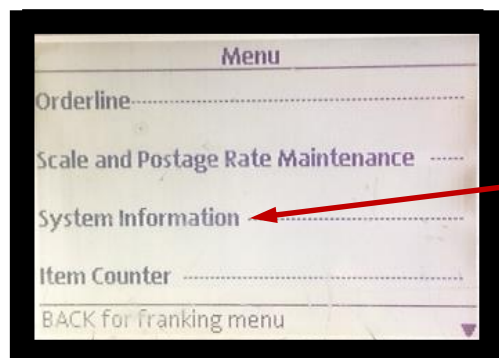 Menu
Orderline
Scale and Postage Rate Maintenance
System Information
Item Counter
BACK for franking menu